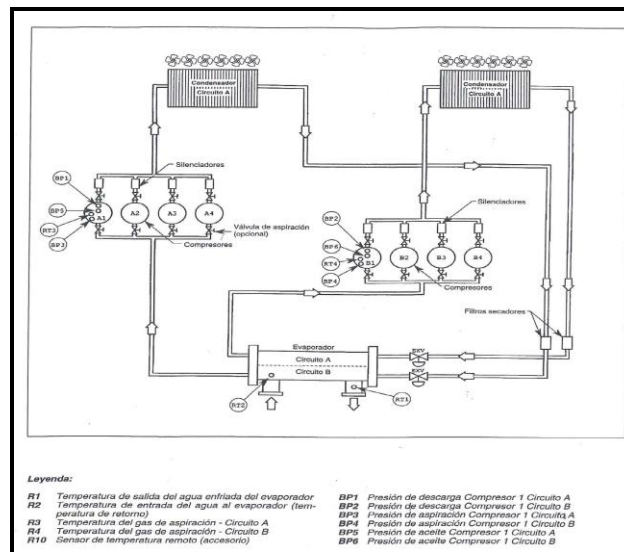 Condensador
Circuito A
Condensador
Circuito A
Silenciadores
BP1
BP5
RT3
BP3
A1
A2
A3
A4
Válvula de aspiración
(opcional)
Compresores
Silenciadores
BP2
BP6
RT4
BP4
B1
B2
B3
B4
Compresores
Filtros secadores
Evaporador
Circuito A
Circuito B
EXV
EXV
RT2
RT1
Leyenda:
R1 Temperatura de salida del agua enfriada del evaporador
R2 Temperatura de entrada del agua al evaporador (tem-
peratura de retorno)
R3 Temperatura del gas de aspiración - Circuito A
R4 Temperatura del gas de aspiración - Circuito B
R10 Sensor de temperatura remoto (accesorio)
BP1 Presión de descarga Compresor 1 Circuito A
BP2 Presión de descarga Compresor 1 Circuito B
BP3 Presión de aspiración Compresor 1 Circuito A
BP4 Presión de aspiración Compresor 1 Circuito B
BP5 Presión de aceite Compresor 1 Circuito A
BP6 Presión de aceite Compresor 1 Circuito B